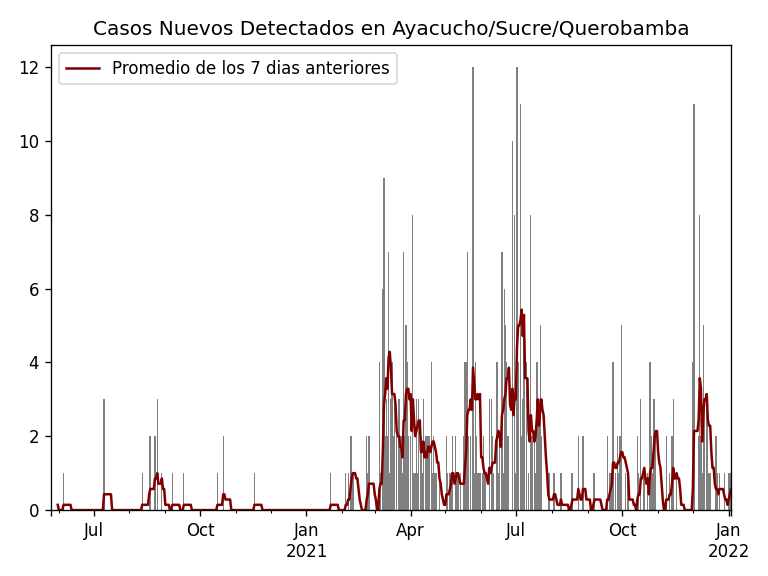 Casos Nuevos Detectados en Ayacucho/Sucre/Querobamba
Promedio de los 7 dias anteriores
12
10
8
6
4
2
0
Jul
Oct
Jan
2021
Apr
Jul
Oct
Jan
2022